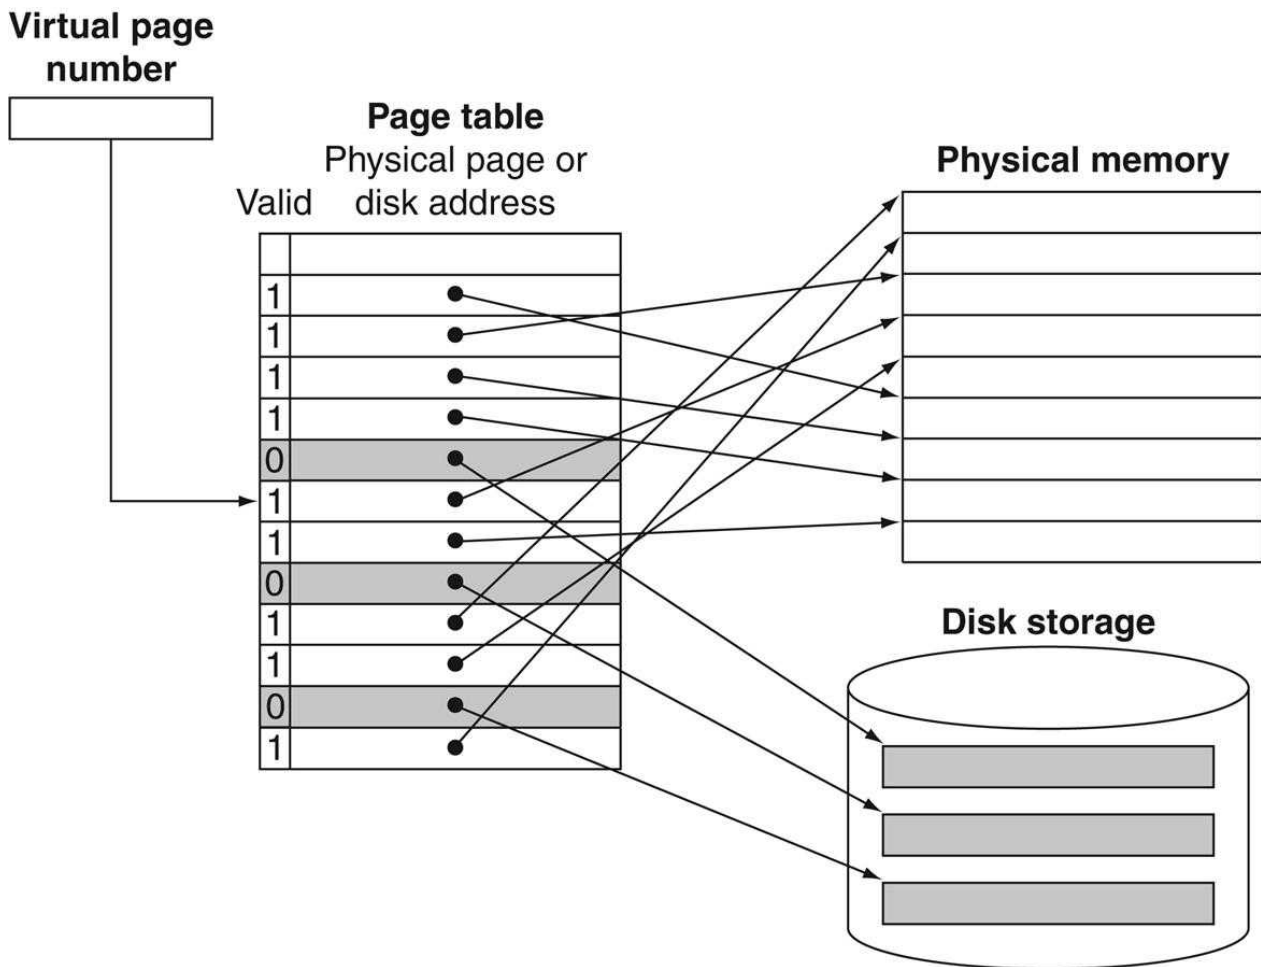 Virtual page
number
Page table
Physical page or
Valid disk address
Physical memory
1
1
1
1
0
1
1
0
1
1
0
1
Disk storage